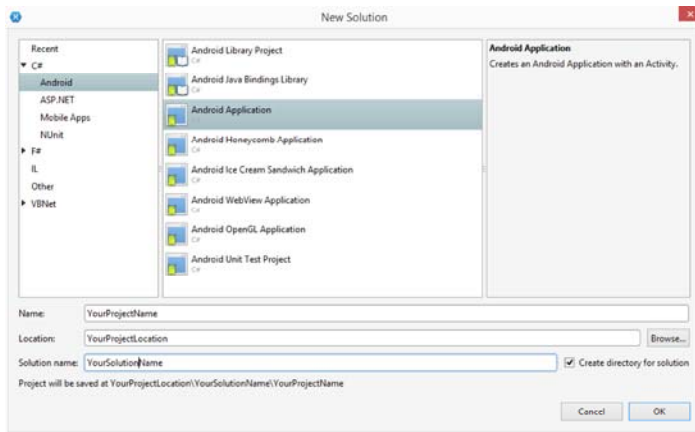 New Solution
Recent
C#
Android
ASP.NET
Mobile Apps
NUnit
F#
IL
Other
VBNet
Android Library Project
C#
Android Java Bindings Library
C#
Android Application
Android Honeycomb Application
C#
Android Ice Cream Sandwich Application
C#
Android WebView Application
C#
Android OpenGL Application
C#
Android Unit Test Project
C#
Android Application
Creates an Android Application with an Activity.
Name: YourProjectName
Location: YourProjectLocation Browse...
Solution name: YourSolutionName Create directory for solution
Project will be saved at YourProjectLocation\YourSolutionName\YourProjectName
Cancel OK